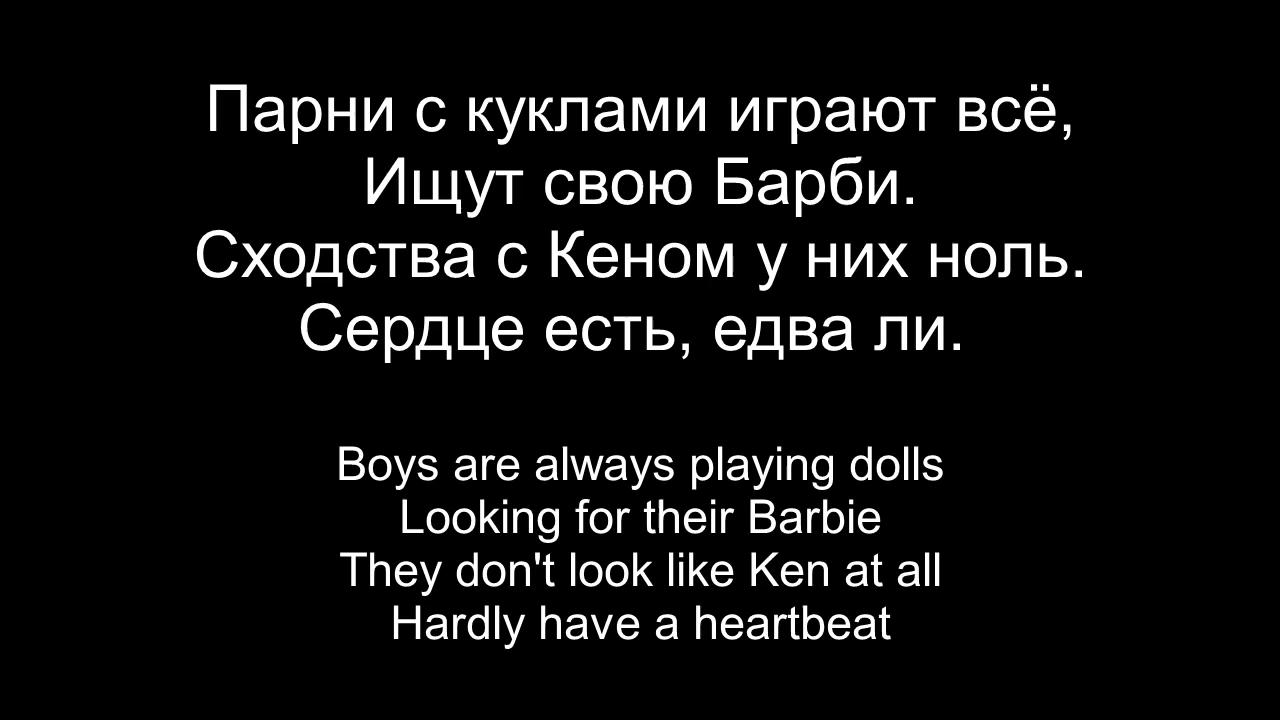 Парни с куклами играют всё,
Ищут свою Барби.
Сходства с Кеном у них ноль.
Сердце есть, едва ли.
Boys are always playing dolls
Looking for their Barbie
They don't look like Ken at all
Hardly have a heartbeat